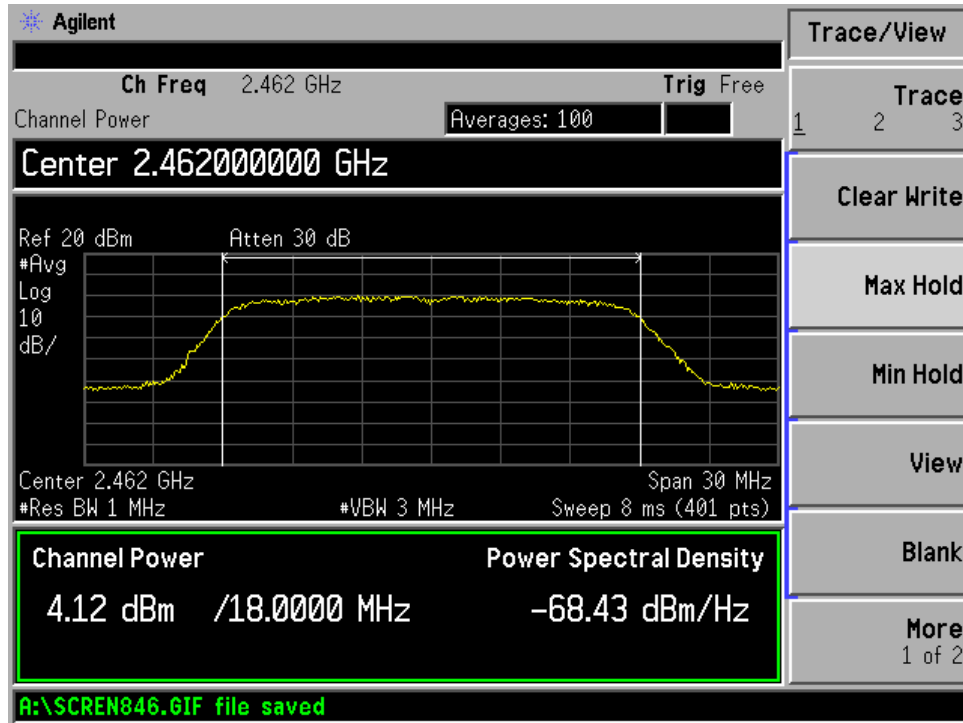 Agilent
Ch Freq 2.462 GHz Trig Free
Channel Power Averages: 100
Center 2.462000000 GHz
Ref 20 dBm Atten 30 dB
#Avg
Log
10
dB/
Center 2.462 GHz Span 30 MHz
#Res BW 1 MHz #VBW 3 MHz Sweep 8 ms (401 pts)
Channel Power Power Spectral Density
4.12 dBm /18.0000 MHz -68.43 dBm/Hz
A:\SCREN846.GIF file saved
Trace/View
Trace
1 2 3
Clear Write
Max Hold
Min Hold
View
Blank
More
1 of 2